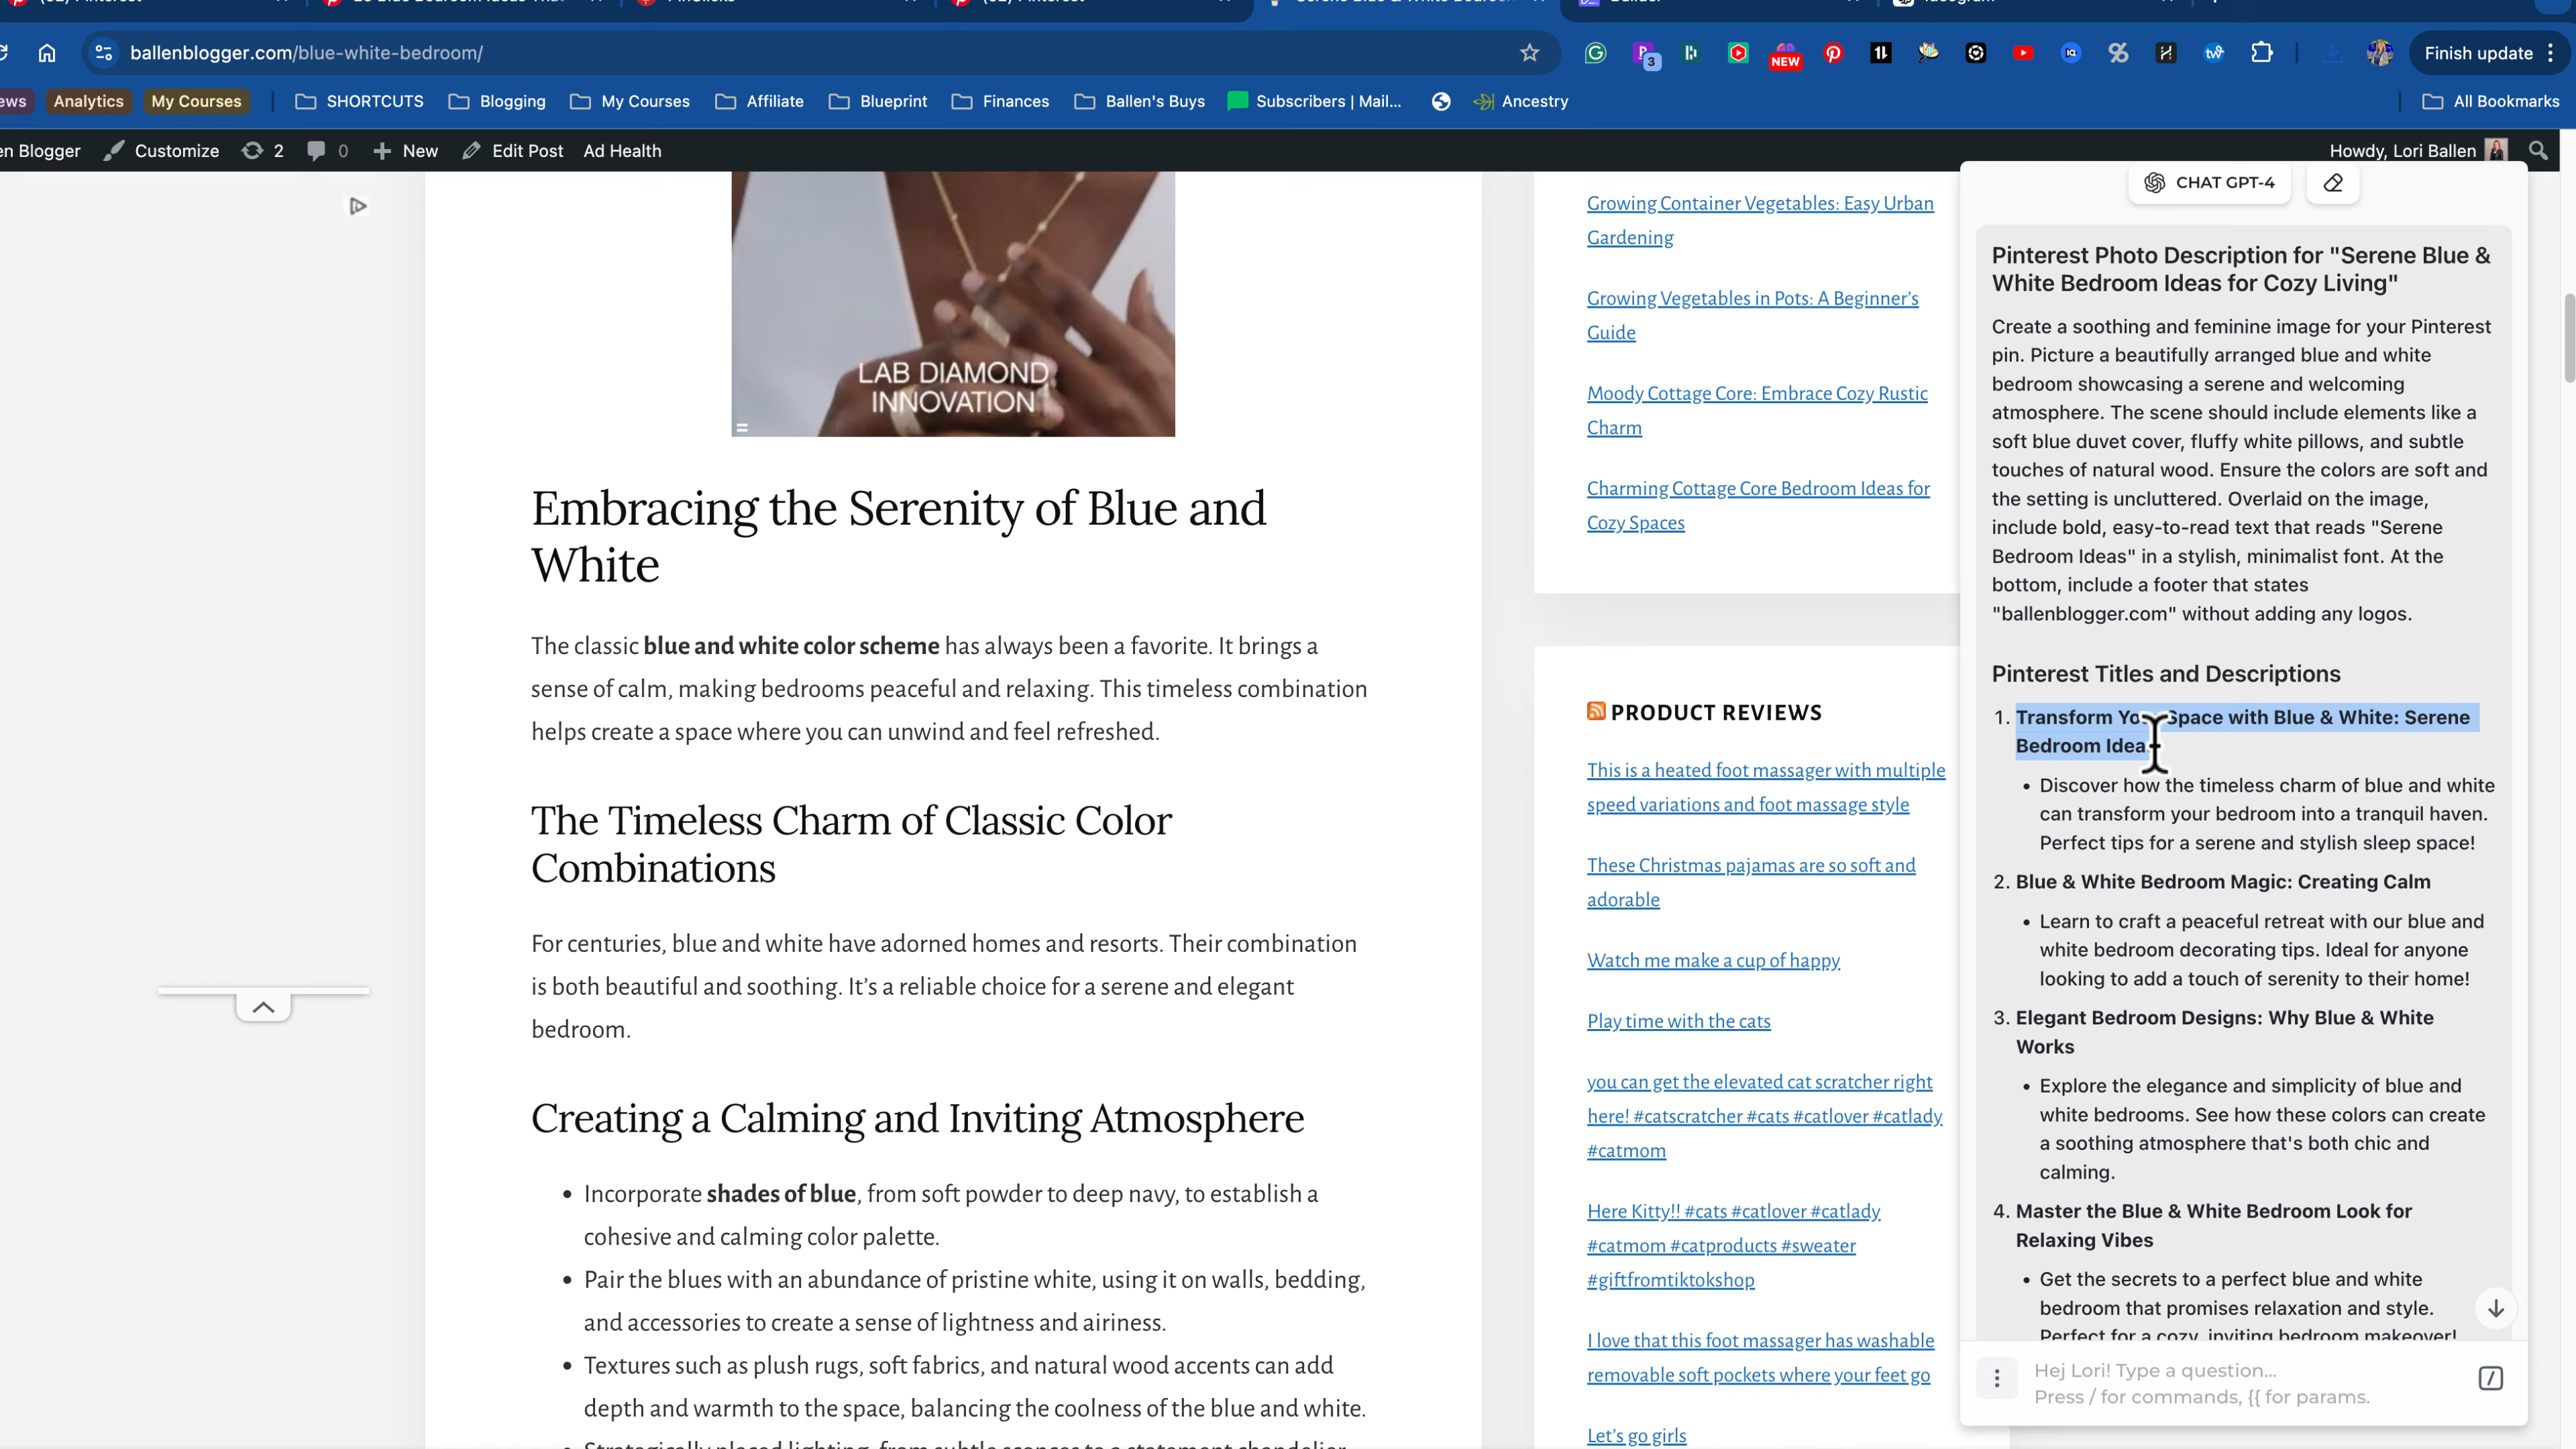 ballenblogger.com/blue-white-bedroom/
3
NEW
Finish update
ews
Analytics
My Courses
SHORTCUTS
Blogging
My Courses
Affiliate
Blueprint
Finances
Ballen's Buys
Subscribers | Mail...
Ancestry
All Bookmarks
en Blogger
Customize
2
0
New
Edit Post
Ad Health
Howdy, Lori Ballen
LAB DIAMOND
INNOVATION
Embracing the Serenity of Blue and
White
The classic blue and white color scheme has always been a favorite. It brings a
sense of calm, making bedrooms peaceful and relaxing. This timeless combination
helps create a space where you can unwind and feel refreshed.
The Timeless Charm of Classic Color
Combinations
For centuries, blue and white have adorned homes and resorts. Their combination
is both beautiful and soothing. It's a reliable choice for a serene and elegant
bedroom.
Creating a Calming and Inviting Atmosphere
• Incorporate shades of blue, from soft powder to deep navy, to establish a
cohesive and calming color palette.
• Pair the blues with an abundance of pristine white, using it on walls, bedding,
and accessories to create a sense of lightness and airiness.
• Textures such as plush rugs, soft fabrics, and natural wood accents can add
depth and warmth to the space, balancing the coolness of the blue and white.
Growing Container Vegetables: Easy Urban
Gardening
Growing Vegetables in Pots: A Beginner's
Guide
Moody Cottage Core: Embrace Cozy Rustic
Charm
Charming Cottage Core Bedroom Ideas for
Cozy Spaces
PRODUCT REVIEWS
This is a heated foot massager with multiple
speed variations and foot massage style
These Christmas pajamas are so soft and
adorable
Watch me make a cup of happy
Play time with the cats
you can get the elevated cat scratcher right
here! #catscratcher #cats #catlover #catlady
#catmom
Here Kitty!! #cats #catlover #catlady
#catmom #catproducts #sweater
#giftfromtiktokshop
I love that this foot massager has washable
removable soft pockets where your feet go
Let's go girls
CHAT GPT-4
Pinterest Photo Description for "Serene Blue &
White Bedroom Ideas for Cozy Living"
Create a soothing and feminine image for your Pinterest
pin. Picture a beautifully arranged blue and white
bedroom showcasing a serene and welcoming
atmosphere. The scene should include elements like a
soft blue duvet cover, fluffy white pillows, and subtle
touches of natural wood. Ensure the colors are soft and
the setting is uncluttered. Overlaid on the image,
include bold, easy-to-read text that reads "Serene
Bedroom Ideas" in a stylish, minimalist font. At the
bottom, include a footer that states
"ballenblogger.com" without adding any logos.
Pinterest Titles and Descriptions
1. Transform Your Space with Blue & White: Serene
Bedroom Idea
• Discover how the timeless charm of blue and white
can transform your bedroom into a tranquil haven.
Perfect tips for a serene and stylish sleep space!
2. Blue & White Bedroom Magic: Creating Calm
• Learn to craft a peaceful retreat with our blue and
white bedroom decorating tips. Ideal for anyone
looking to add a touch of serenity to their home!
3. Elegant Bedroom Designs: Why Blue & White
Works
• Explore the elegance and simplicity of blue and
white bedrooms. See how these colors can create
a soothing atmosphere that's both chic and
calming.
4. Master the Blue & White Bedroom Look for
Relaxing Vibes
• Get the secrets to a perfect blue and white
bedroom that promises relaxation and style.
Perfect for a cozy, inviting bedroom makeover!
Hej Lori! Type a question...
Press / for commands, {{ for params.